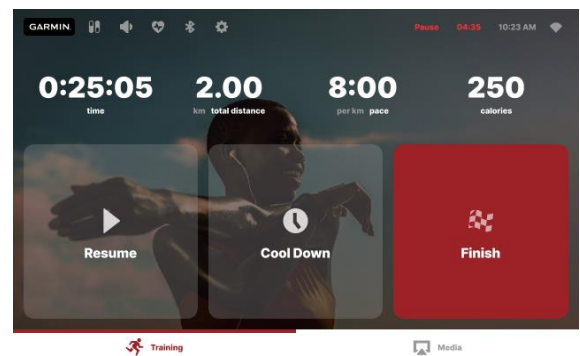 GARMIN. Pause 04:35 10:23 AM
0:25:05 2.00 8:00 250
time km total distance per km pace calories
Resume Cool Down Finish
Training Media